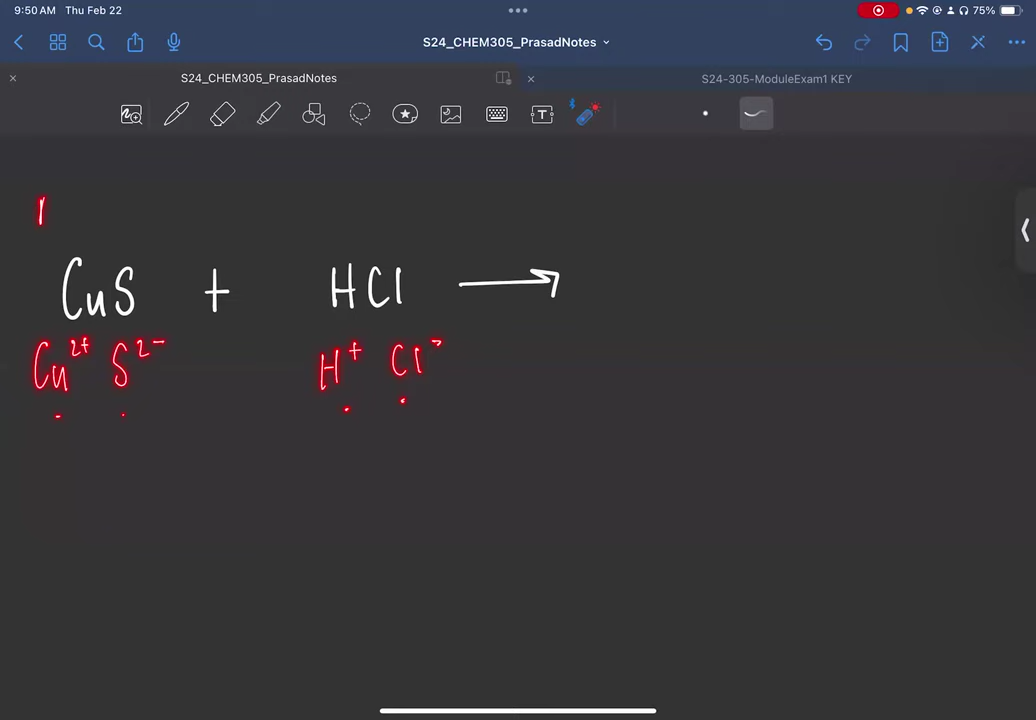 9:50 AM Thu Feb 22
75%
S24_CHEM305_PrasadNotes
S24_CHEM305_PrasadNotes
S24-305-ModuleExam1 KEY
1
CuS + HCl →
Cu²⁺ S²⁻ H⁺ Cl⁻